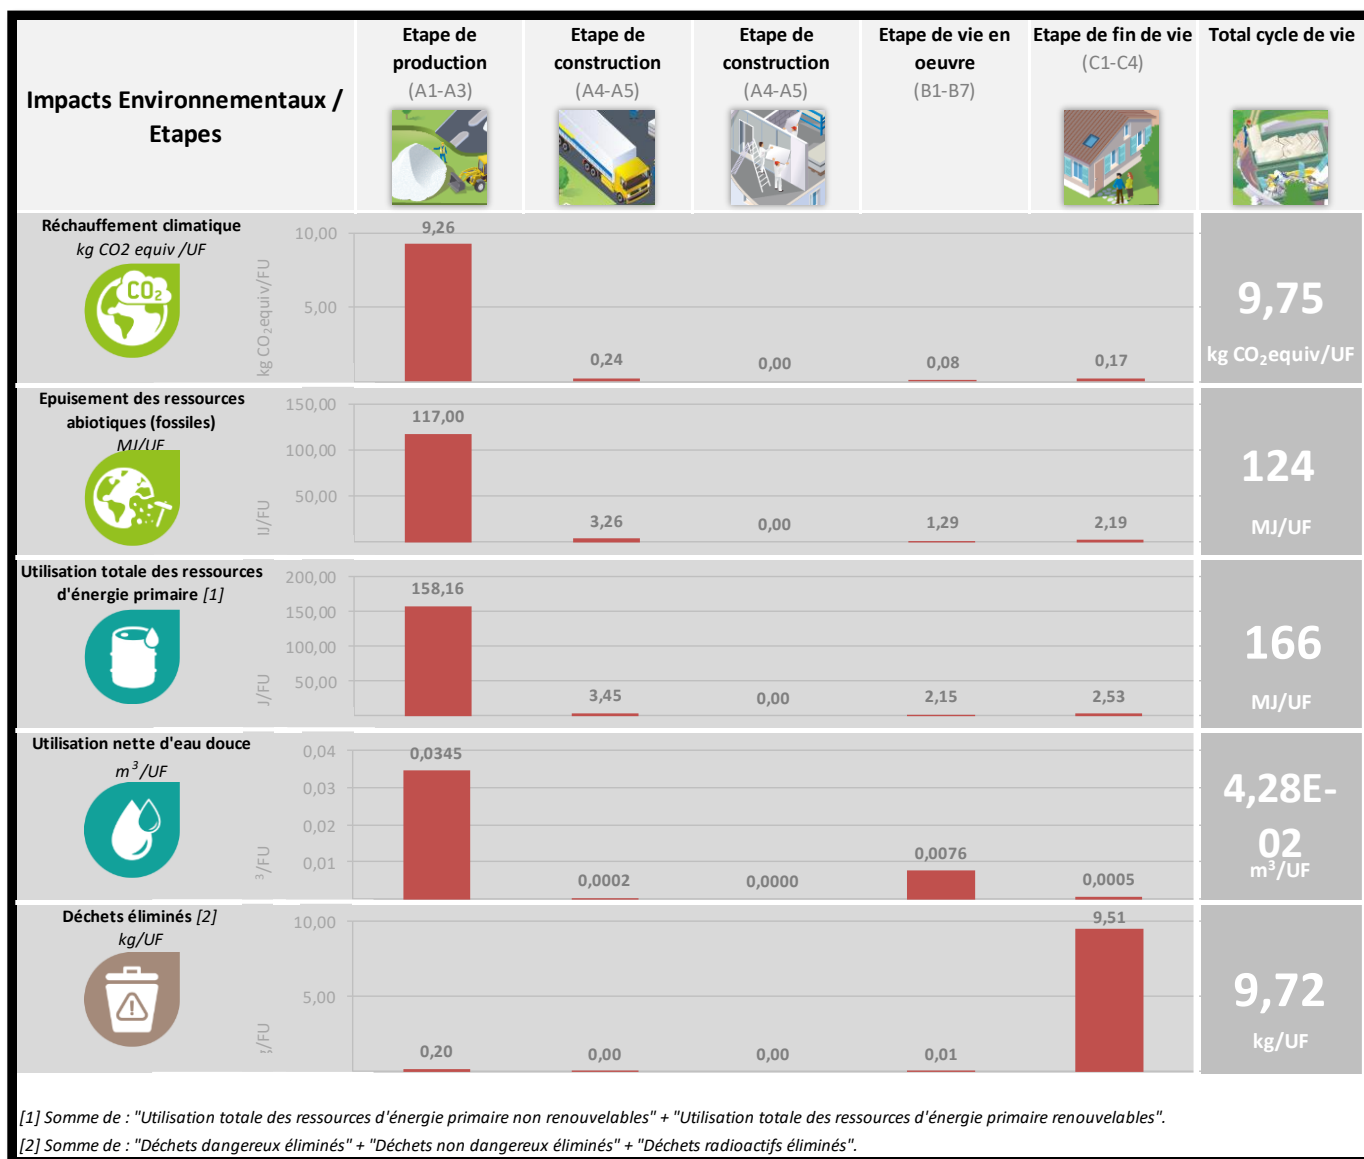 Impacts Environnementaux /
Etapes
Etape de
production
(A1-A3)
Etape de
construction
(A4-A5)
Etape de
construction
(A4-A5)
Etape de vie en
oeuvre
(B1-B7)
Etape de fin de vie
(C1-C4)
Total cycle de vie
Réchauffement climatique
kg CO2 equiv /UF
CO₂
kg CO₂equiv/FU
10,00
5,00
9,26
0,24
0,00
0,08
0,17
9,75
kg CO₂equiv/UF
Epuisement des ressources
abiotiques (fossiles)
MJ/UF
/FU
150,00
100,00
50,00
117,00
3,26
0,00
1,29
2,19
124
MJ/UF
Utilisation totale des ressources
d'énergie primaire [1]
J/FU
200,00
150,00
100,00
50,00
158,16
3,45
0,00
2,15
2,53
166
MJ/UF
Utilisation nette d'eau douce
m³/UF
³/FU
0,04
0,03
0,02
0,01
0,0345
0,0002
0,0000
0,0076
0,0005
4,28E-
02
m³/UF
Déchets éliminés [2]
kg/UF
/FU
10,00
5,00
0,20
0,00
0,00
0,01
9,51
9,72
kg/UF
[1] Somme de : "Utilisation totale des ressources d'énergie primaire non renouvelables" + "Utilisation totale des ressources d'énergie primaire renouvelables".
[2] Somme de : "Déchets dangereux éliminés" + "Déchets non dangereux éliminés" + "Déchets radioactifs éliminés".